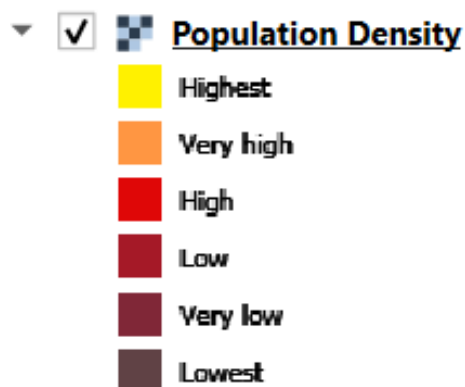 Population Density
Highest
Very high
High
Low
Very low
Lowest